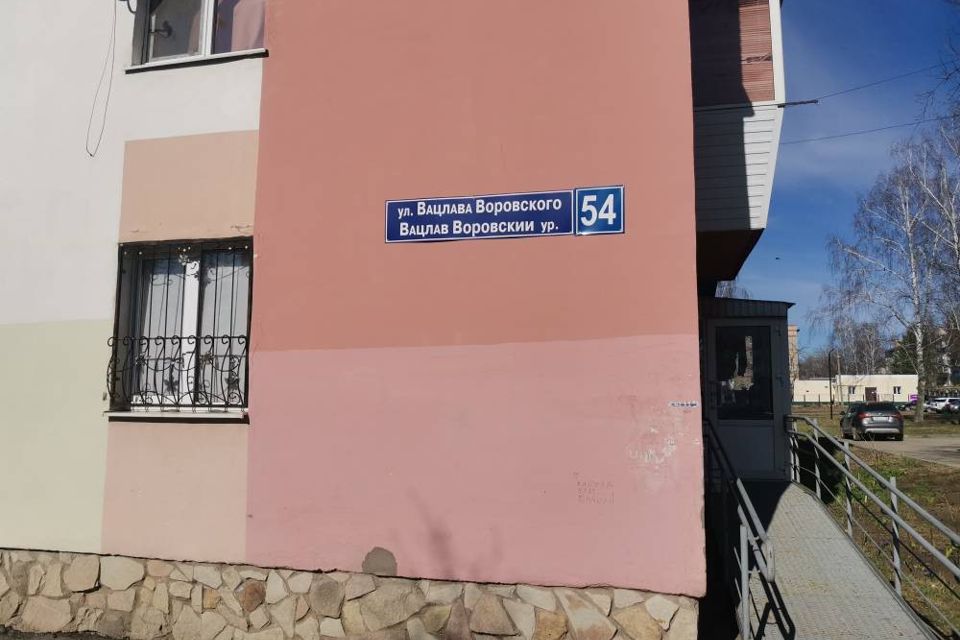 ул. Вацлава Воровского
Вацлав Воровский ур.
54